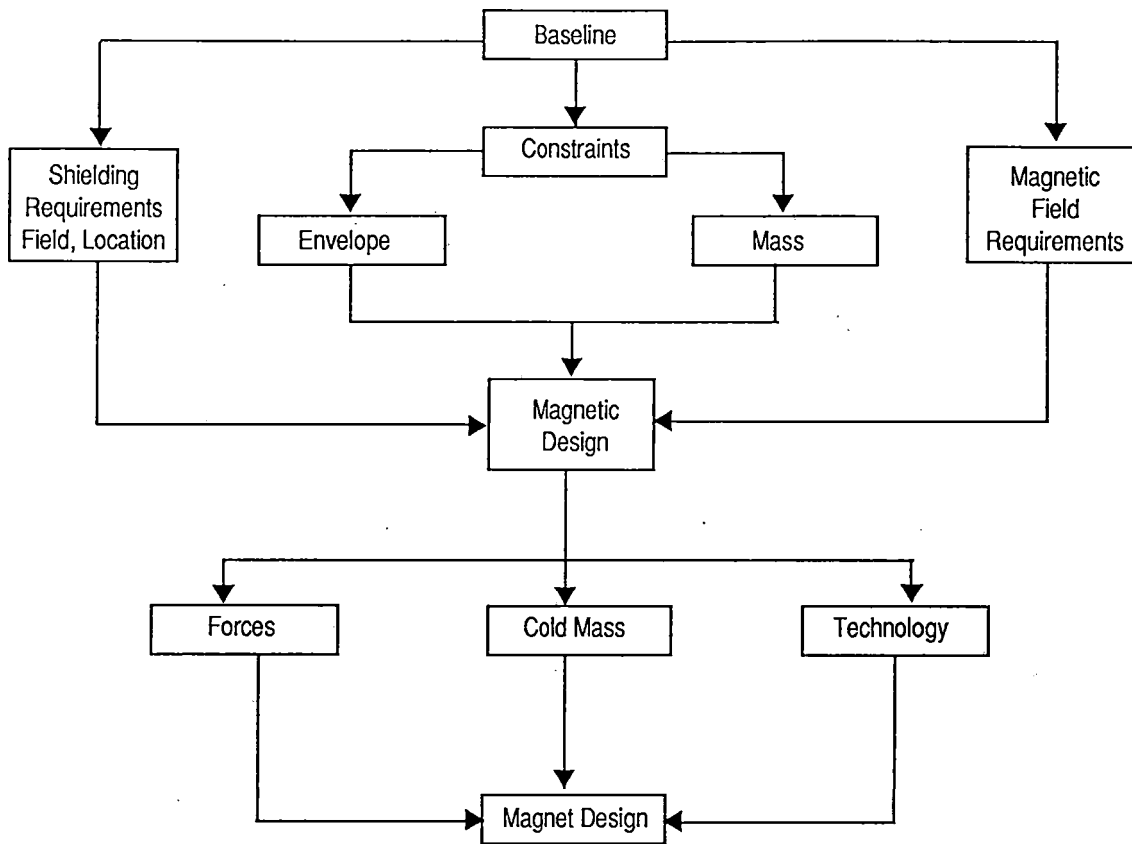 Baseline
Constraints
Shielding
Requirements
Field, Location
Envelope
Mass
Magnetic
Field
Requirements
Magnetic
Design
Forces
Cold Mass
Technology
Magnet Design